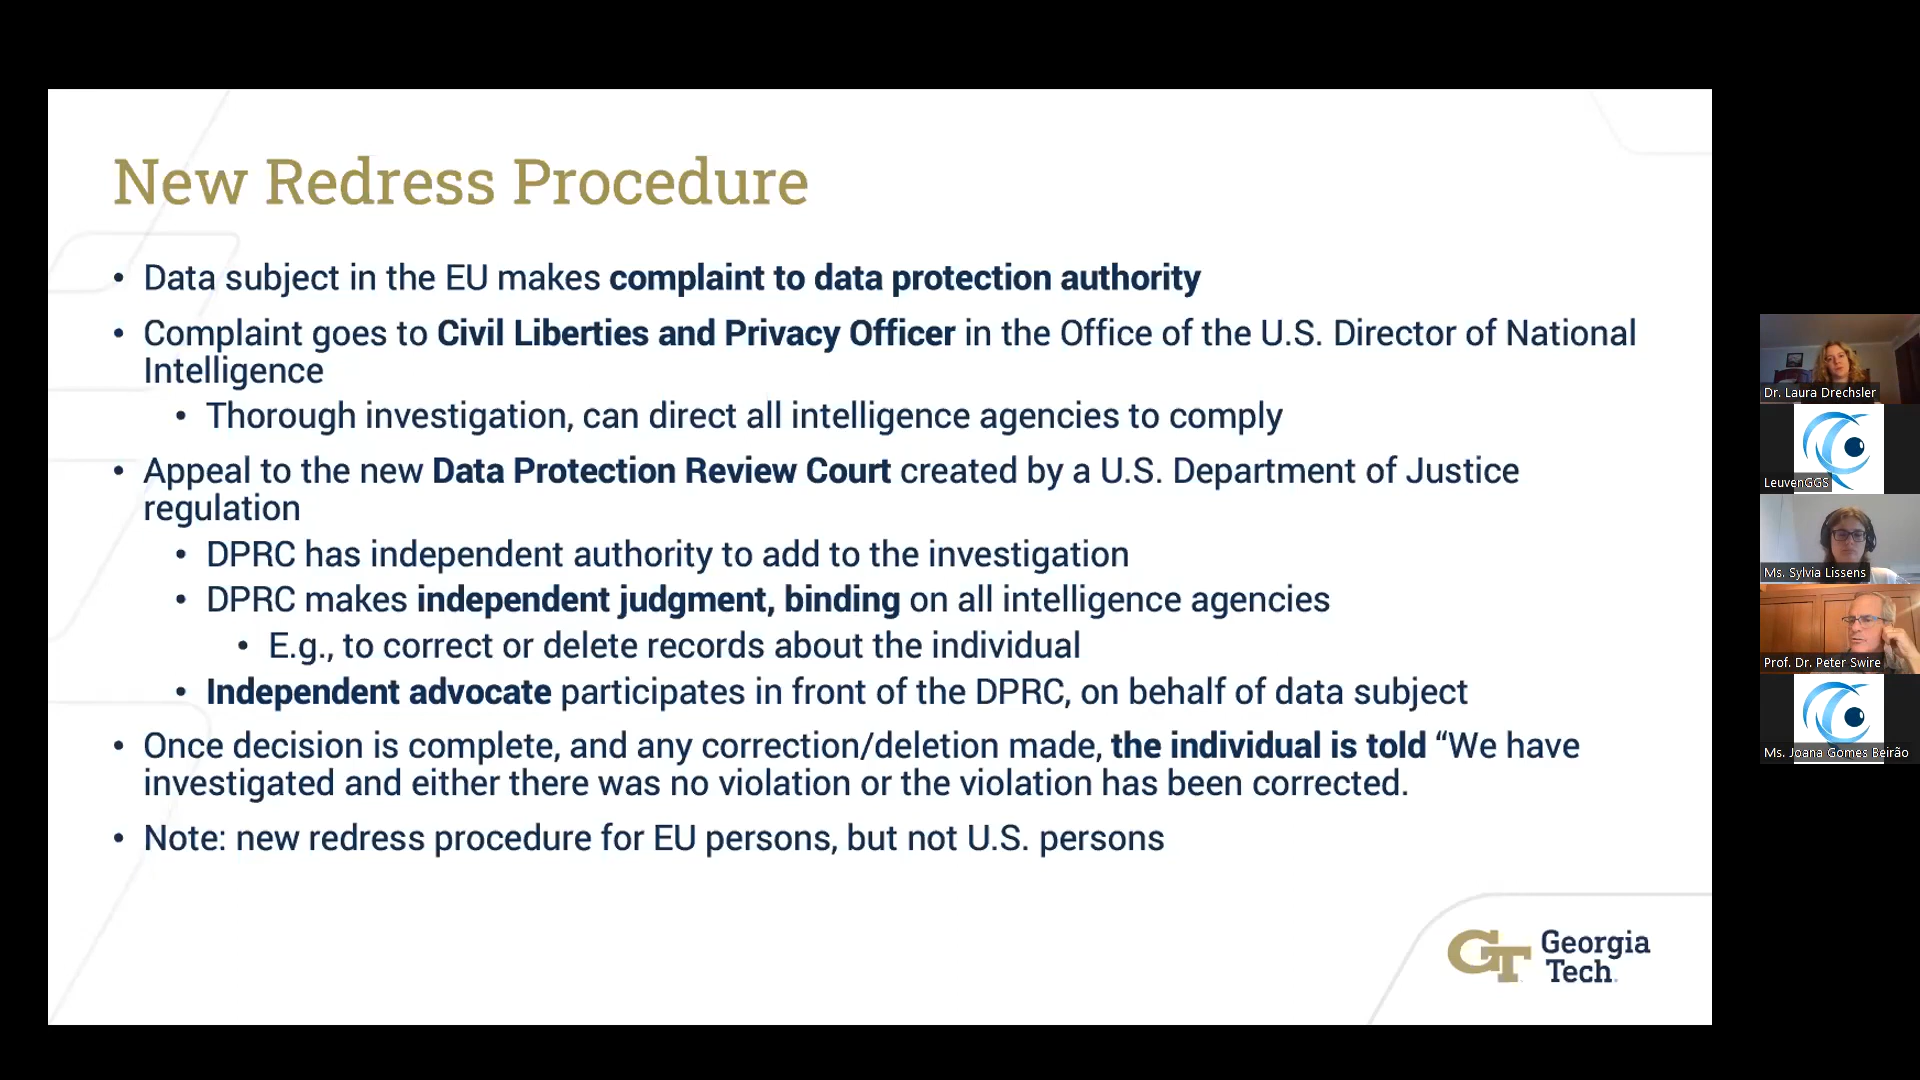 New Redress Procedure
• Data subject in the EU makes complaint to data protection authority
• Complaint goes to Civil Liberties and Privacy Officer in the Office of the U.S. Director of National
Intelligence
• Thorough investigation, can direct all intelligence agencies to comply
• Appeal to the new Data Protection Review Court created by a U.S. Department of Justice
regulation
• DPRC has independent authority to add to the investigation
• DPRC makes independent judgment, binding on all intelligence agencies
• E.g., to correct or delete records about the individual
• Independent advocate participates in front of the DPRC, on behalf of data subject
• Once decision is complete, and any correction/deletion made, the individual is told “We have
investigated and either there was no violation or the violation has been corrected.
• Note: new redress procedure for EU persons, but not U.S. persons
GT Georgia
Tech
Dr. Laura Drechsler
LeuvenGGS
Ms. Sylvia Lissens
Prof. Dr. Peter Swire
Ms. Joana Gomes Beirão